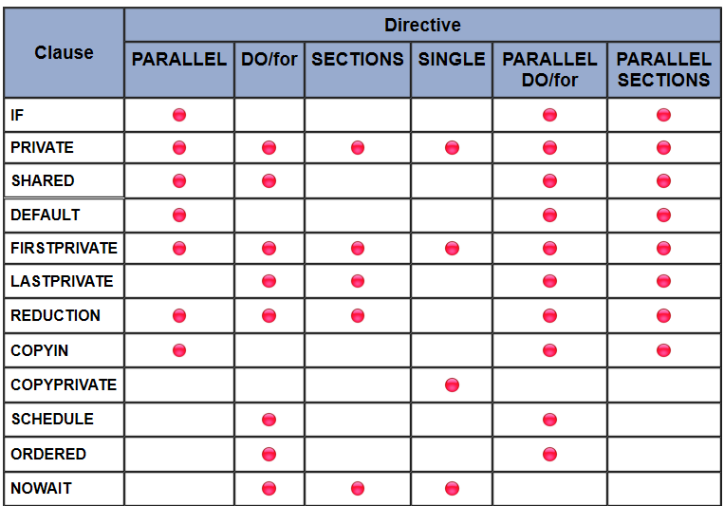 Directive
Clause
PARALLEL DO/for SECTIONS SINGLE PARALLEL DO/for PARALLEL SECTIONS
IF
PRIVATE
SHARED
DEFAULT
FIRSTPRIVATE
LASTPRIVATE
REDUCTION
COPYIN
COPYPRIVATE
SCHEDULE
ORDERED
NOWAIT